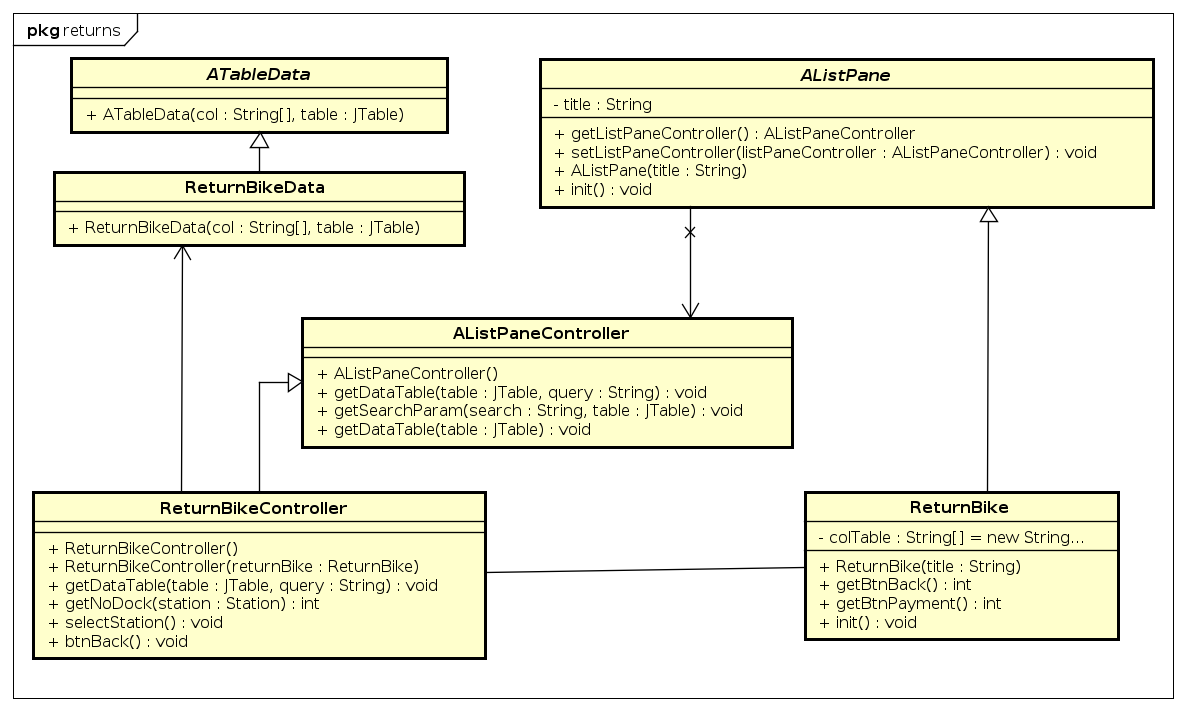 pkg returns
ATableData
+ ATableData(col : String[], table : JTable)
AListPane
- title : String
+ getListPaneController() : AListPaneController
+ setListPaneController(listPaneController : AListPaneController) : void
+ AListPane(title : String)
+ init() : void
ReturnBikeData
+ ReturnBikeData(col : String[], table : JTable)
AListPaneController
+ AListPaneController()
+ getDataTable(table : JTable, query : String) : void
+ getSearchParam(search : String, table : JTable) : void
+ getDataTable(table : JTable) : void
ReturnBikeController
+ ReturnBikeController()
+ ReturnBikeController(returnBike : ReturnBike)
+ getDataTable(table : JTable, query : String) : void
+ getNoDock(station : Station) : int
+ selectStation() : void
+ btnBack() : void
ReturnBike
- colTable : String[] = new String...
+ ReturnBike(title : String)
+ getBtnBack() : int
+ getBtnPayment() : int
+ init() : void